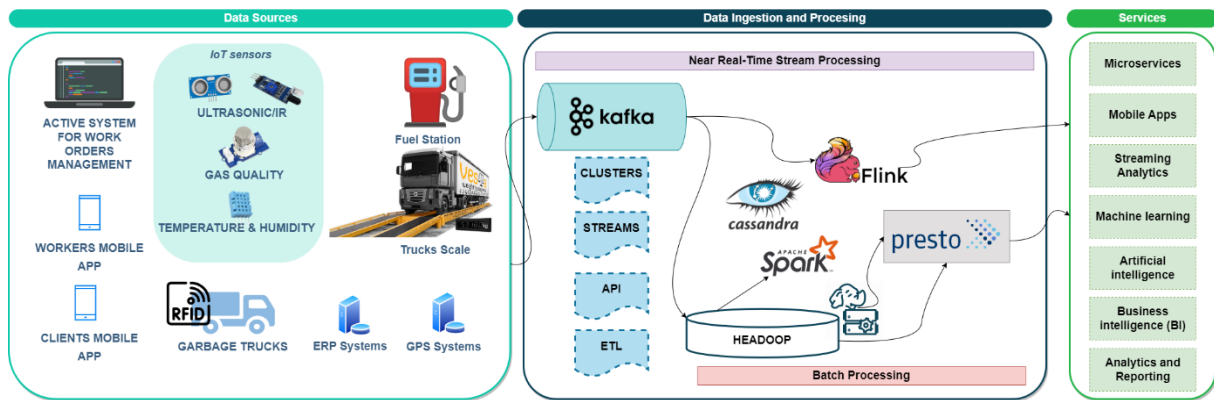 Data Sources
Data Ingestion and Procesing
Services
IoT sensors
ULTRASONIC/IR
GAS QUALITY
TEMPERATURE & HUMIDITY
ACTIVE SYSTEM
FOR WORK
ORDERS
MANAGEMENT
WORKERS MOBILE
APP
CLIENTS MOBILE
APP
Fuel Station
Trucks Scale
RFID
GARBAGE TRUCKS
ERP Systems
GPS Systems
Near Real-Time Stream Processing
kafka
CLUSTERS
STREAMS
API
ETL
Flink
cassandra
APACHE
Spark
presto
HEADOOP
Batch Processing
Microservices
Mobile Apps
Streaming
Analytics
Machine learning
Artificial
intelligence
Business
intelligence (BI)
Analytics and
Reporting